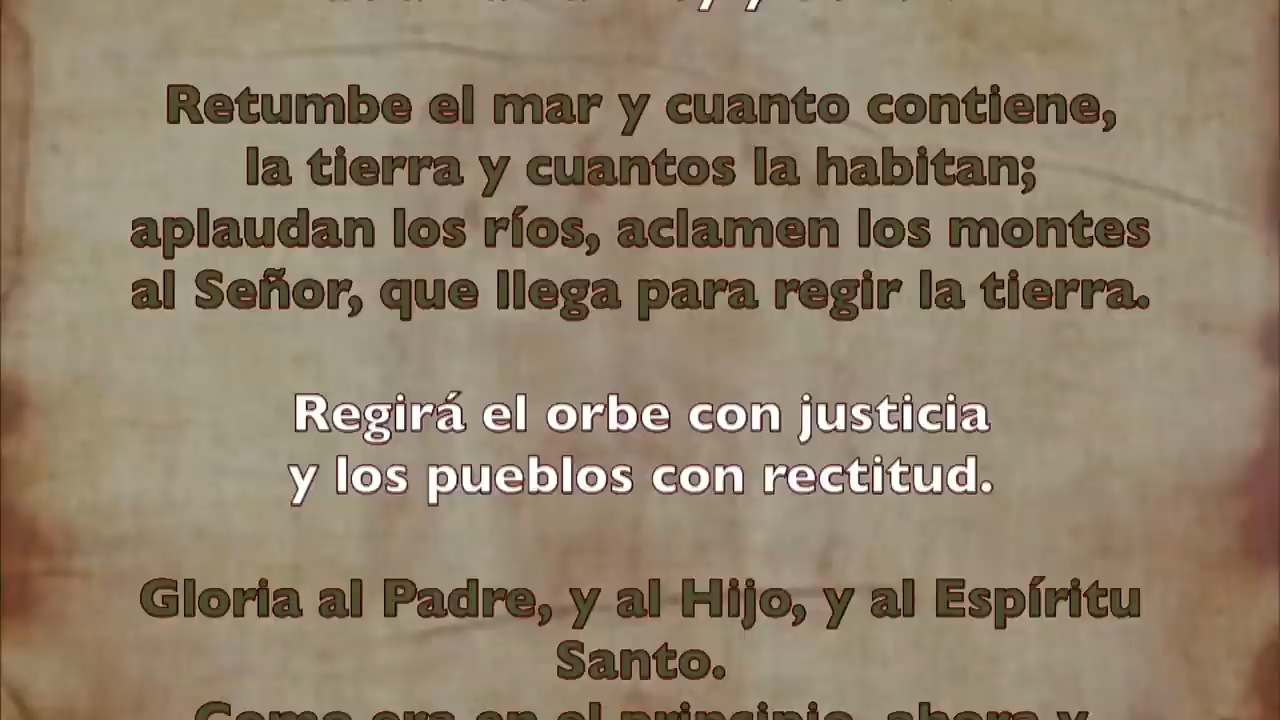 Retumbe el mar y cuanto contiene,
la tierra y cuantos la habitan;
aplaudan los ríos, aclamen los montes
al Señor, que llega para regir la tierra.
Regirá el orbe con justicia
y los pueblos con rectitud.
Gloria al Padre, y al Hijo, y al Espíritu
Santo.
Como era en el principio, ahora y